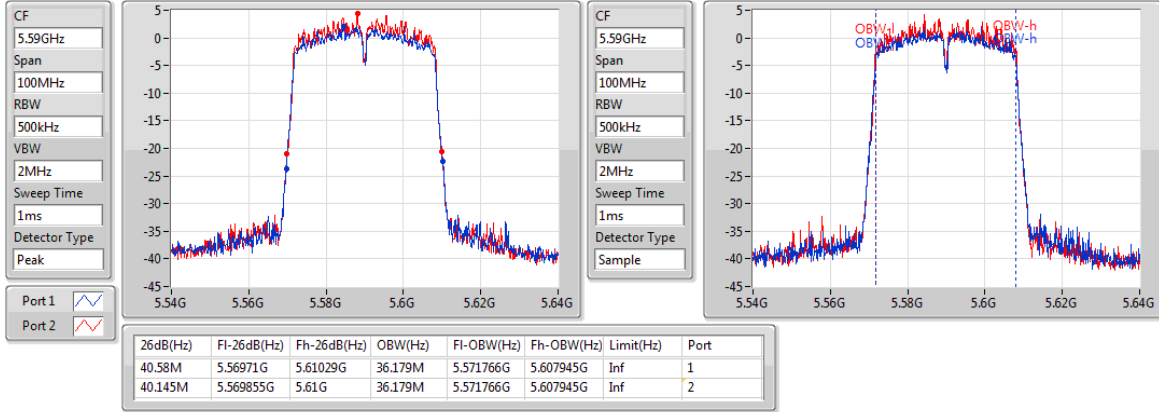 CF
5.59GHz
Span
100MHz
RBW
500kHz
VBW
2MHz
Sweep Time
1ms
Detector Type
Peak
Port 1
Port 2
5
0
-5
-10
-15
-20
-25
-30
-35
-40
-45
5.54G 5.56G 5.58G 5.6G 5.62G 5.64G
CF
5.59GHz
Span
100MHz
RBW
500kHz
VBW
2MHz
Sweep Time
1ms
Detector Type
Sample
5
0
-5
-10
-15
-20
-25
-30
-35
-40
-45
OBW-l OBW-h
OBW-h
5.54G 5.56G 5.58G 5.6G 5.62G 5.64G
26dB(Hz) Fl-26dB(Hz) Fh-26dB(Hz) OBW(Hz) Fl-OBW(Hz) Fh-OBW(Hz) Limit(Hz) Port
40.58M 5.56971G 5.61029G 36.179M 5.571766G 5.607945G Inf 1
40.145M 5.569855G 5.61G 36.179M 5.571766G 5.607945G Inf 2